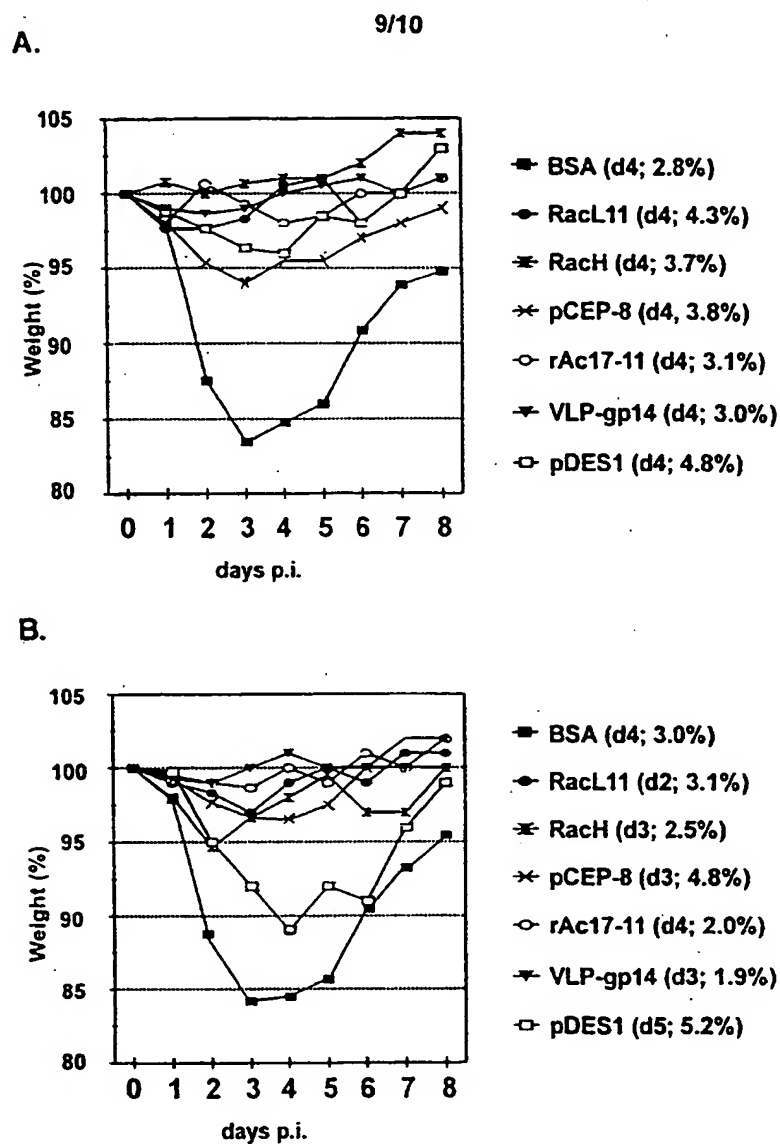 9/10
A.
105
100
95
90
85
80
Weight (%)
0 1 2 3 4 5 6 7 8
days p.i.
BSA (d4; 2.8%)
RacL11 (d4; 4.3%)
RacH (d4; 3.7%)
pCEP-8 (d4, 3.8%)
rAc17-11 (d4; 3.1%)
VLP-gp14 (d4; 3.0%)
pDES1 (d4; 4.8%)
B.
105
100
95
90
85
80
Weight (%)
0 1 2 3 4 5 6 7 8
days p.i.
BSA (d4; 3.0%)
RacL11 (d2; 3.1%)
RacH (d3; 2.5%)
pCEP-8 (d3; 4.8%)
rAc17-11 (d4; 2.0%)
VLP-gp14 (d3; 1.9%)
pDES1 (d5; 5.2%)